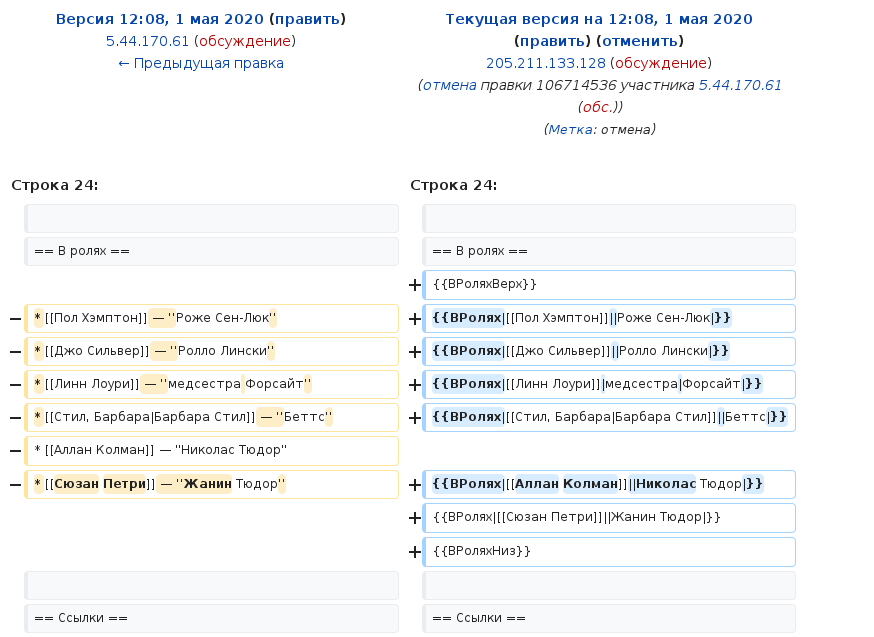 Версия 12:08, 1 мая 2020 (править)
5.44.170.61 (обсуждение)
← Предыдущая правка
Текущая версия на 12:08, 1 мая 2020
(править) (отменить)
205.211.133.128 (обсуждение)
(отмена правки 106714536 участника 5.44.170.61
(обс.))
(Метка: отмена)
Строка 24:
Строка 24:
== В ролях ==
== В ролях ==
+ {{ВРоляхВерх}}
− * [[Пол Хэмптон]] — ''Роже Сен-Люк''
+ {{ВРолях|[[Пол Хэмптон]]||Роже Сен-Люк|}}
− * [[Джо Сильвер]] — ''Ролло Лински''
+ {{ВРолях|[[Джо Сильвер]]||Ролло Лински|}}
− * [[Линн Лоури]] — ''медсестра Форсайт''
+ {{ВРолях|[[Линн Лоури]]|медсестра|Форсайт|}}
− * [[Стил, Барбара|Барбара Стил]] — ''Беттс''
+ {{ВРолях|[[Стил, Барбара|Барбара Стил]]||Беттс|}}
− * [[Аллан Колман]] — ''Николас Тюдор''
− * [[Сюзан Петри]] — ''Жанин Тюдор''
+ {{ВРолях|[[Аллан Колман]]||Николас Тюдор|}}
+ {{ВРолях|[[Сюзан Петри]]||Жанин Тюдор|}}
+ {{ВРоляхНиз}}
== Ссылки ==
== Ссылки ==